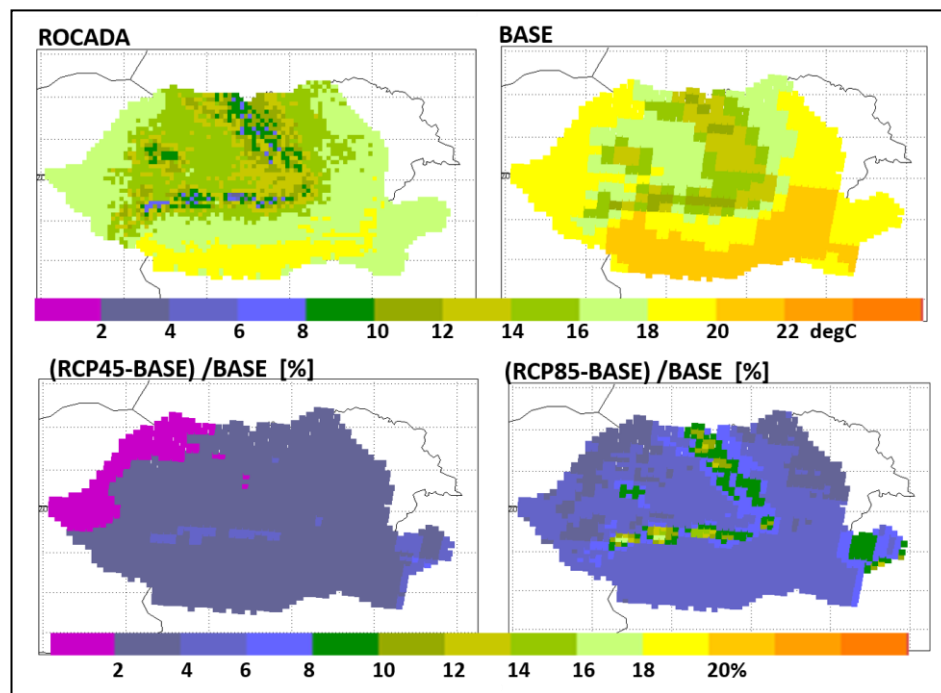 ROCADA BASE
2 4 6 8 10 12 14 16 18 20 22 degC
(RCP45-BASE) /BASE [%] (RCP85-BASE) /BASE [%]
2 4 6 8 10 12 14 16 18 20%